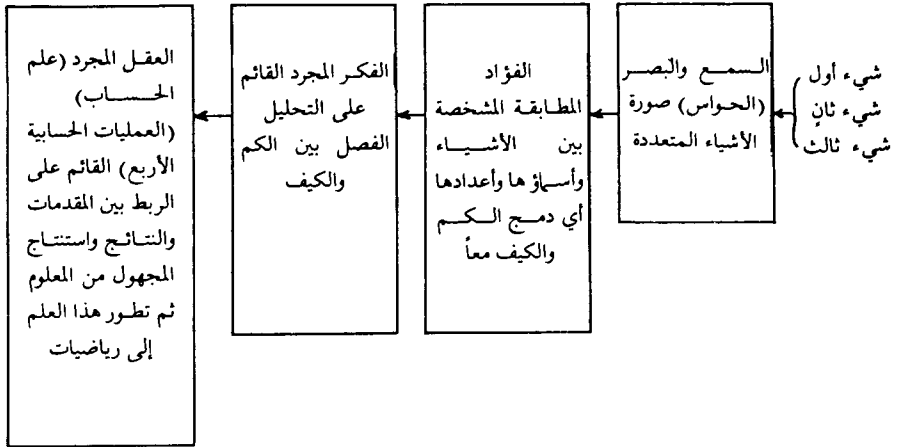 شيء أول
شيء ثانٍ
شيء ثالث
السمع والبصر
(الحواس) صورة
الأشياء المتعددة
الفؤاد
المطابقة المشخصة
بين الأشياء
وأسماؤها وأعدادها
أي دمج الكم
والكيف معاً
الفكر المجرد القائم
على التحليل
الفصل بين الكم
والكيف
العقل المجرد (علم
الحساب)
(العمليات الحسابية
الأربع) القائم على
الربط بين المقدمات
والنتائج واستنتاج
المجهول من المعلوم
ثم تطور هذا العلم
إلى رياضيات